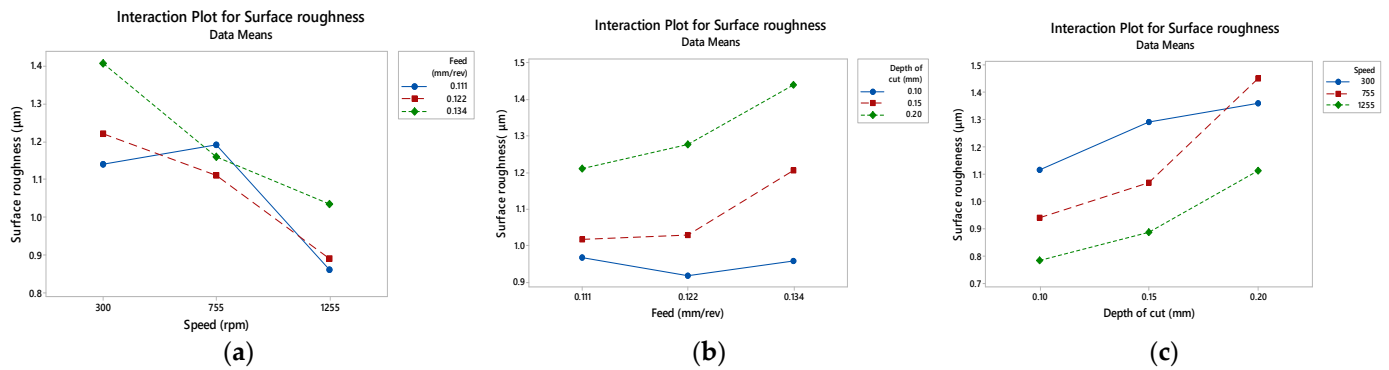 Interaction Plot for Surface roughness
Data Means
Surface roughness (µm)
1.4
1.3
1.2
1.1
1.0
0.9
0.8
300
755
1255
Speed (rpm)
Feed
(mm/rev)
0.111
0.122
0.134
(a)
Interaction Plot for Surface roughness
Data Means
Surface roughness( µm)
1.5
1.4
1.3
1.2
1.1
1.0
0.9
0.111
0.122
0.134
Feed (mm/rev)
Depth of
cut (mm)
0.10
0.15
0.20
(b)
Interaction Plot for Surface roughness
Data Means
Surface rougheness (µm)
1.5
1.4
1.3
1.2
1.1
1.0
0.9
0.8
0.7
0.10
0.15
0.20
Depth of cut (mm)
Speed
300
755
1255
(c)